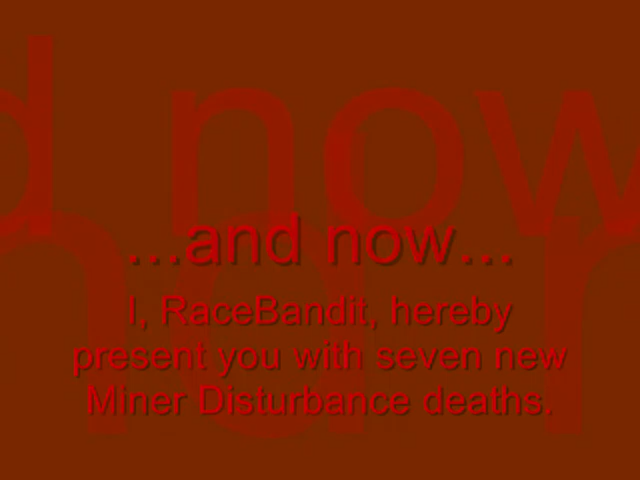 ...and now...
I, RaceBandit, hereby
present you with seven new
Miner Disturbance deaths.